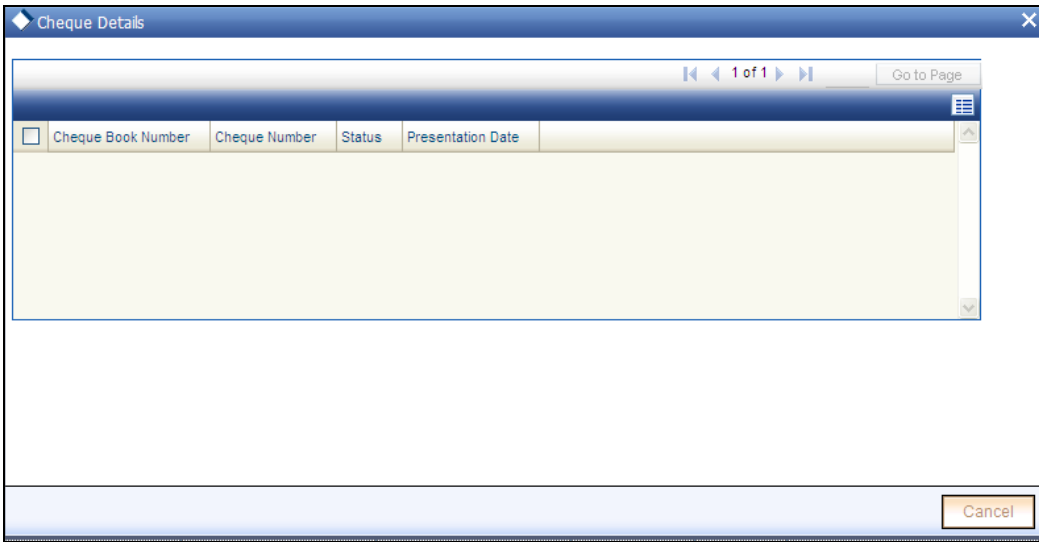 Cheque Details
1 of 1 Go to Page
Cheque Book Number Cheque Number Status Presentation Date
Cancel